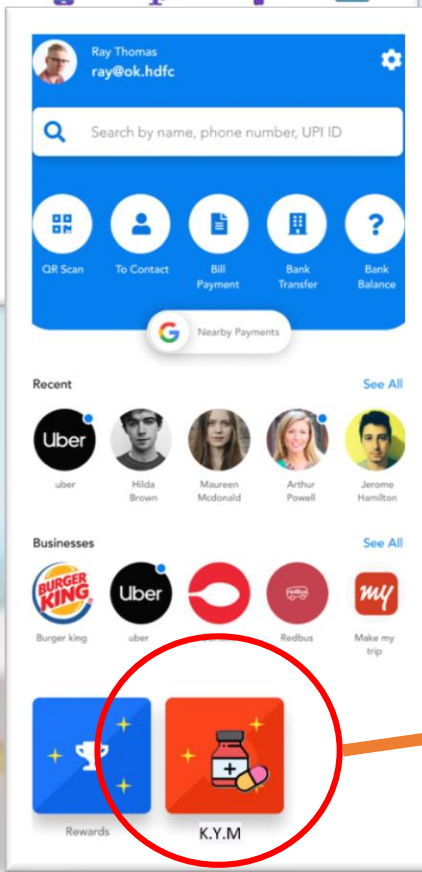 Ray Thomas
ray@ok.hdfc
Search by name, phone number, UPI ID
QR Scan
To Contact
Bill
Payment
Bank
Transfer
Bank
Balance
G Nearby Payments
Recent
See All
Uber
uber
Hilda
Brown
Maureen
Mcdonald
Arthur
Powell
Jerome
Hamilton
Businesses
See All
BURGER
KING
Uber
redbus
my
Burger king
uber
Redbus
Make my
trip
Rewards
K.Y.M